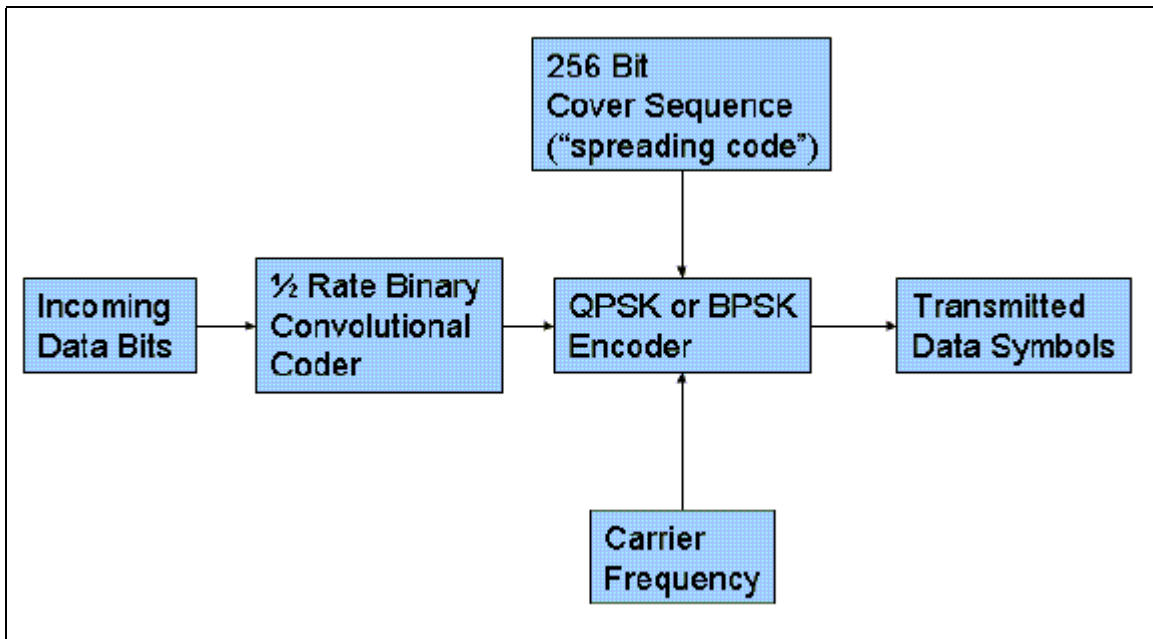 256 Bit
Cover Sequence
(“spreading code”)
Incoming
Data Bits
½ Rate Binary
Convolutional
Coder
QPSK or BPSK
Encoder
Transmitted
Data Symbols
Carrier
Frequency